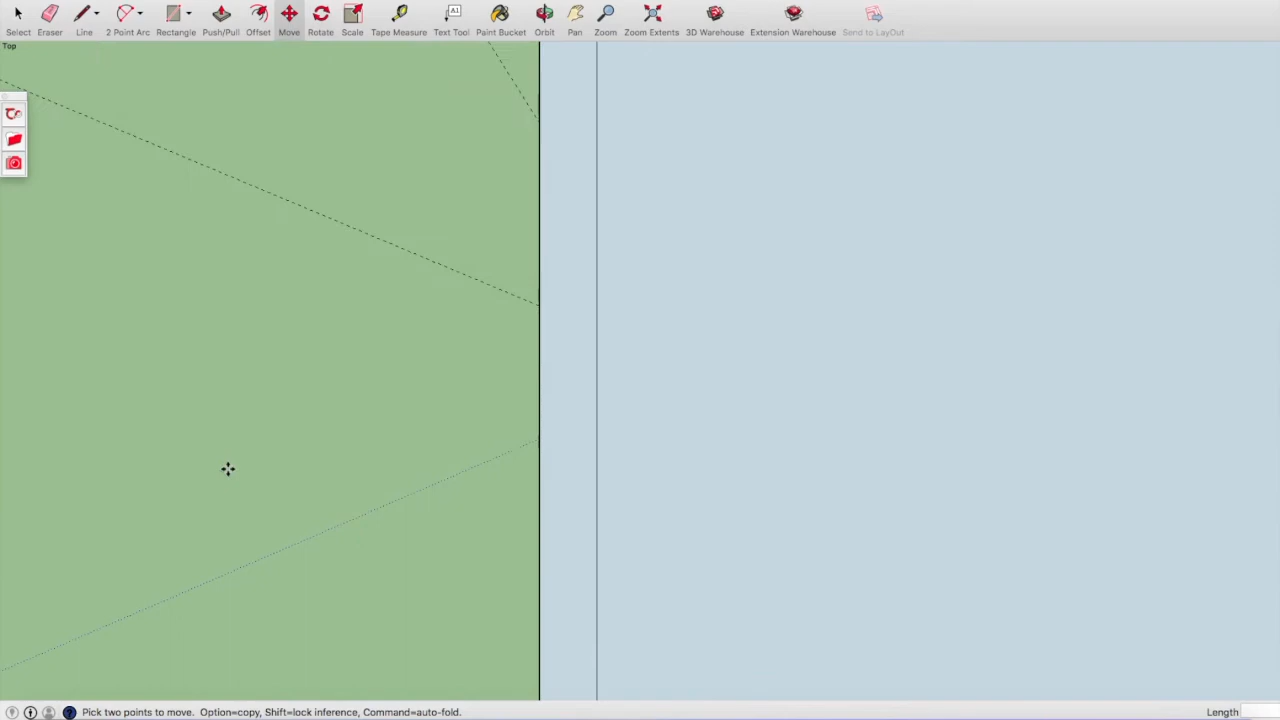 Select Eraser Line 2 Point Arc Rectangle Push/Pull Offset Move Rotate Scale Tape Measure Text Tool Paint Bucket Orbit Pan Zoom Zoom Extents 3D Warehouse Extension Warehouse Send to LayOut
A1
Top
Pick two points to move. Option=copy, Shift=lock inference, Command=auto-fold.
Length